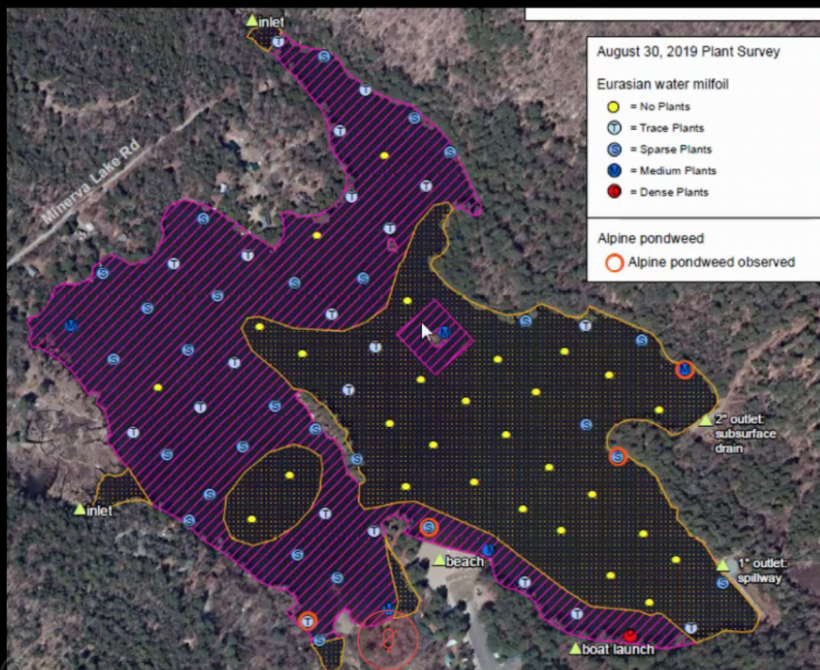 inlet
August 30, 2019 Plant Survey
Eurasian water milfoil
= No Plants
T = Trace Plants
S = Sparse Plants
M = Medium Plants
D = Dense Plants
Alpine pondweed
Alpine pondweed observed
Minerva Lake Rd
2° outlet:
subsurface
drain
inlet
beach
1° outlet:
spillway
boat launch